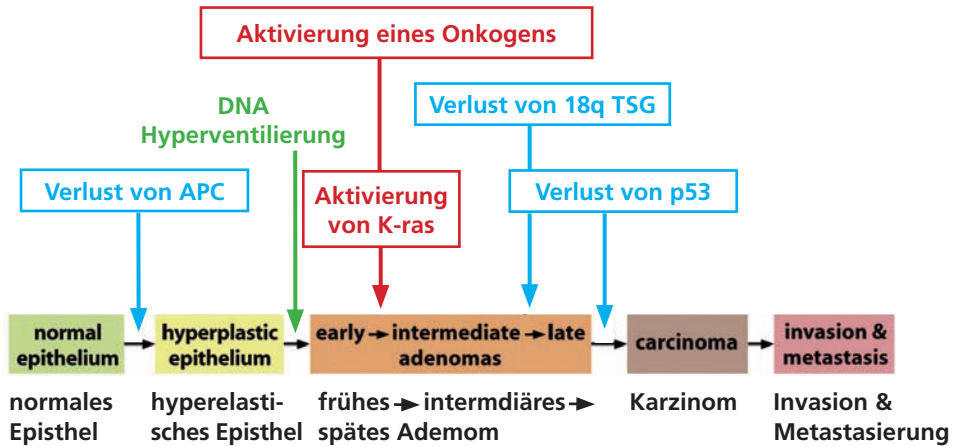 Aktivierung eines Onkogens
DNA
Hyperventilierung
Verlust von 18q TSG
Verlust von APC
Aktivierung
von K-ras
Verlust von p53
normal
epithelium
hyperplastic
epithelium
early → intermediate → late
adenomas
carcinoma
invasion &
metastasis
normales
Episthel
hyperelasti-
sches Episthel
frühes → intermdiäres →
spätes Ademom
Karzinom
Invasion &
Metastasierung